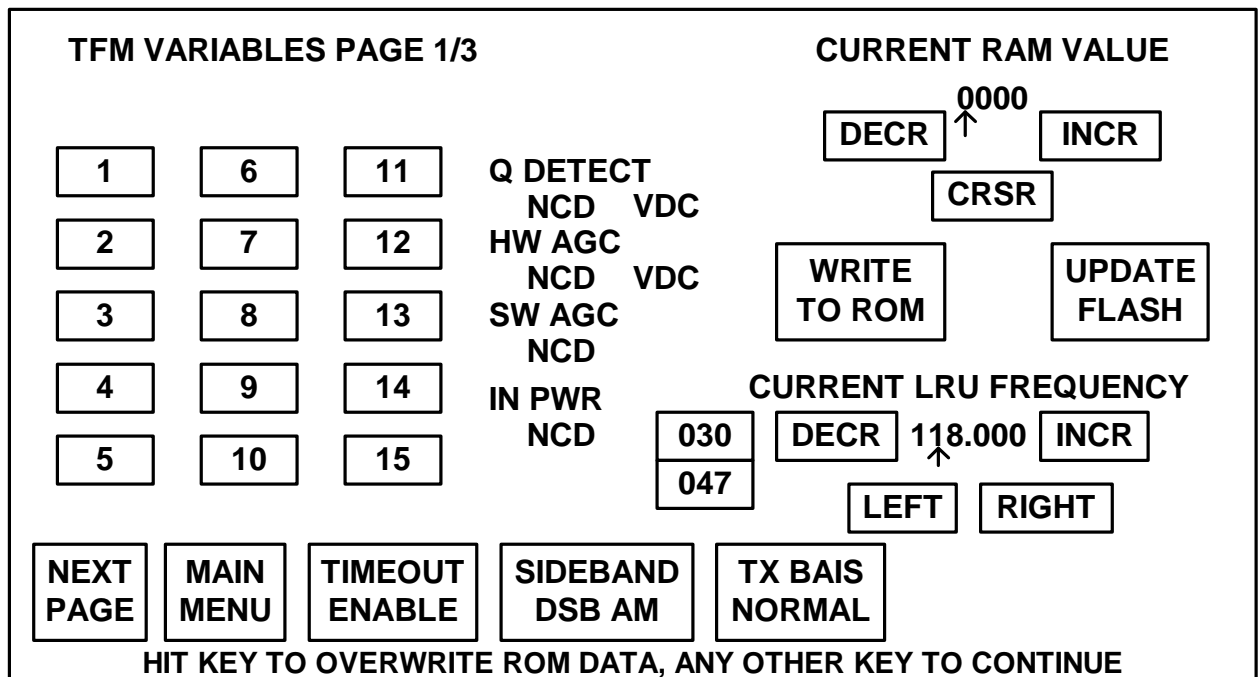 TFM VARIABLES PAGE 1/3
CURRENT RAM VALUE
0000
DECR
INCR
CRSR
1 6 11
2 7 12
3 8 13
4 9 14
5 10 15
Q DETECT
NCD VDC
HW AGC
NCD VDC
SW AGC
NCD
IN PWR
NCD
WRITE
TO ROM
UPDATE
FLASH
CURRENT LRU FREQUENCY
030
047
DECR 118.000 INCR
LEFT RIGHT
NEXT
PAGE
MAIN
MENU
TIMEOUT
ENABLE
SIDEBAND
DSB AM
TX BAIS
NORMAL
HIT KEY TO OVERWRITE ROM DATA, ANY OTHER KEY TO CONTINUE